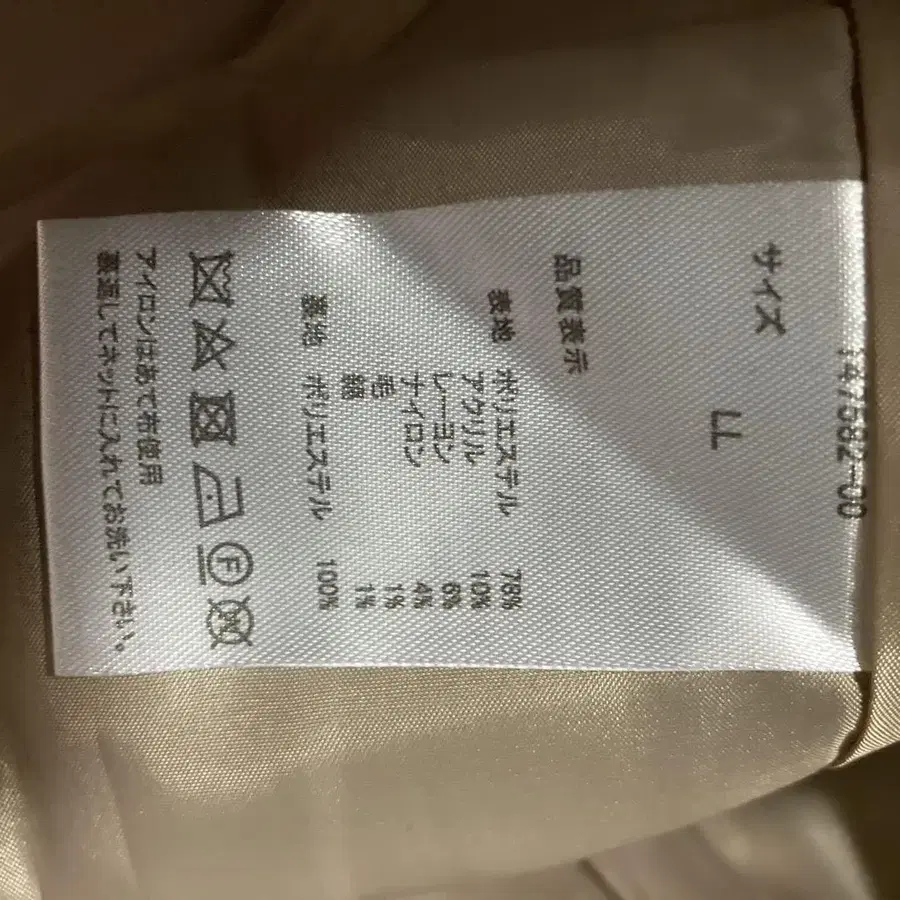 147582-00
サイズ
LL
品質表示
表地 ポリエステル 78%
アクリル 10%
レーヨン 6%
ナイロン 4%
毛 1%
綿 1%
裏地 ポリエステル 100%
F
アイロンはあて布使用
裏返してネットに入れてお洗い下さい。